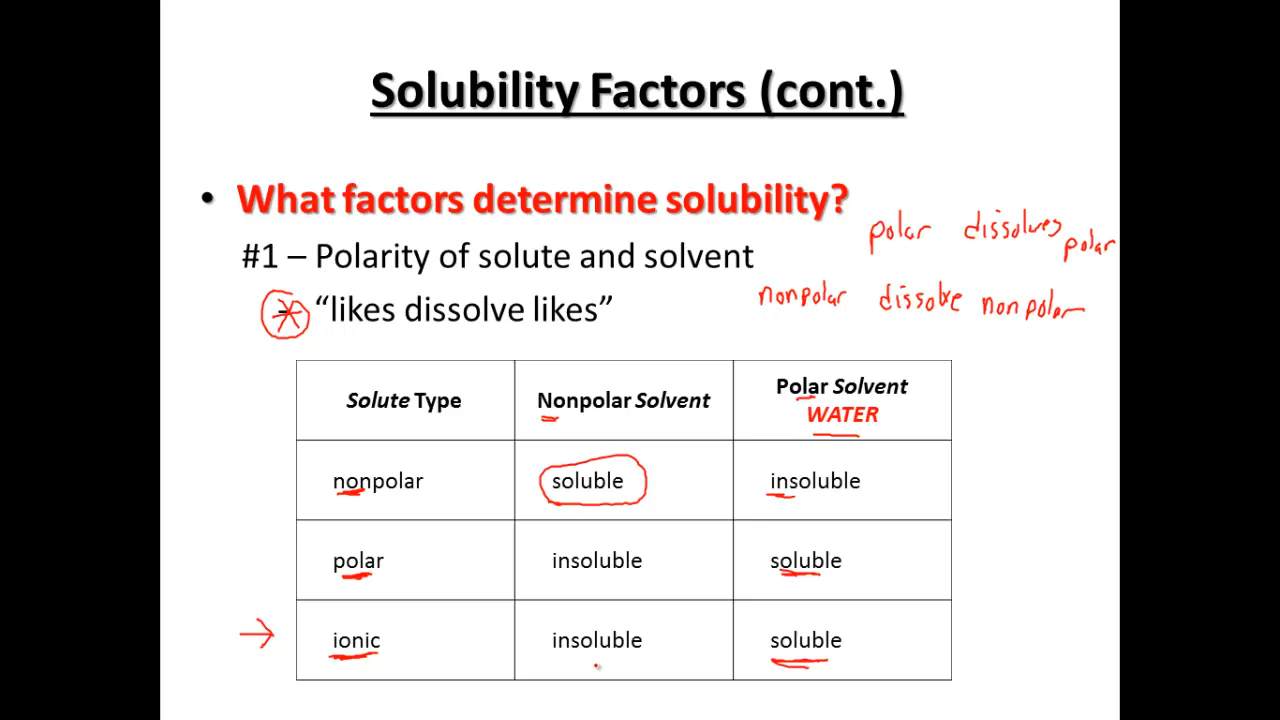 Solubility Factors (cont.)
• What factors determine solubility?
polar dissolves polar
#1 – Polarity of solute and solvent
nonpolar dissolve nonpolar
“likes dissolve likes”
Solute Type Nonpolar Solvent Polar Solvent WATER
nonpolar soluble insoluble
polar insoluble soluble
→ ionic insoluble soluble